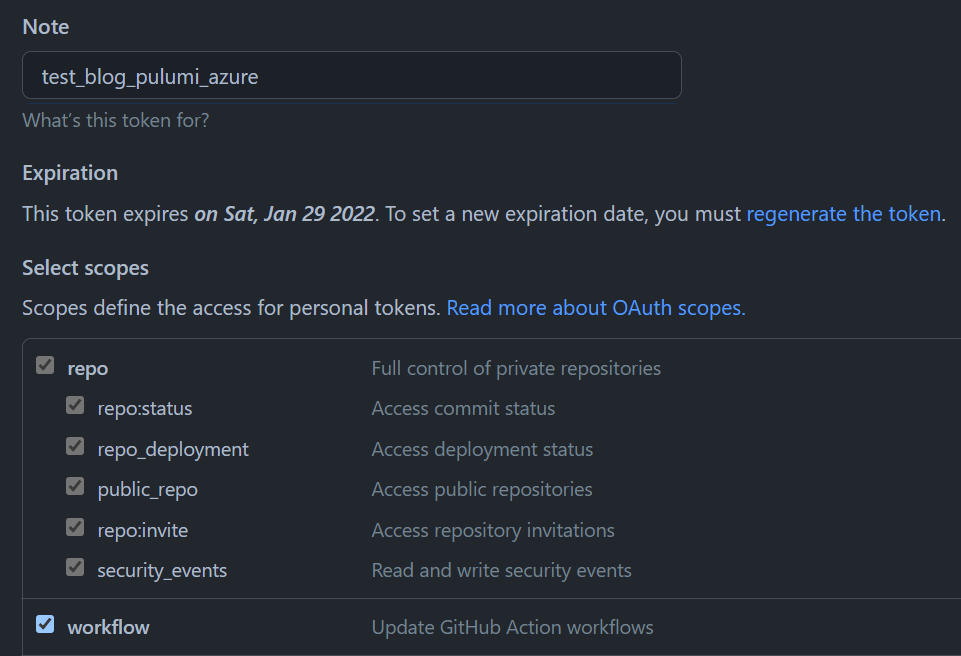 Note
test_blog_pulumi_azure
What's this token for?
Expiration
This token expires on Sat, Jan 29 2022. To set a new expiration date, you must regenerate the token.
Select scopes
Scopes define the access for personal tokens. Read more about OAuth scopes.
repo Full control of private repositories
repo:status Access commit status
repo_deployment Access deployment status
public_repo Access public repositories
repo:invite Access repository invitations
security_events Read and write security events
workflow Update GitHub Action workflows